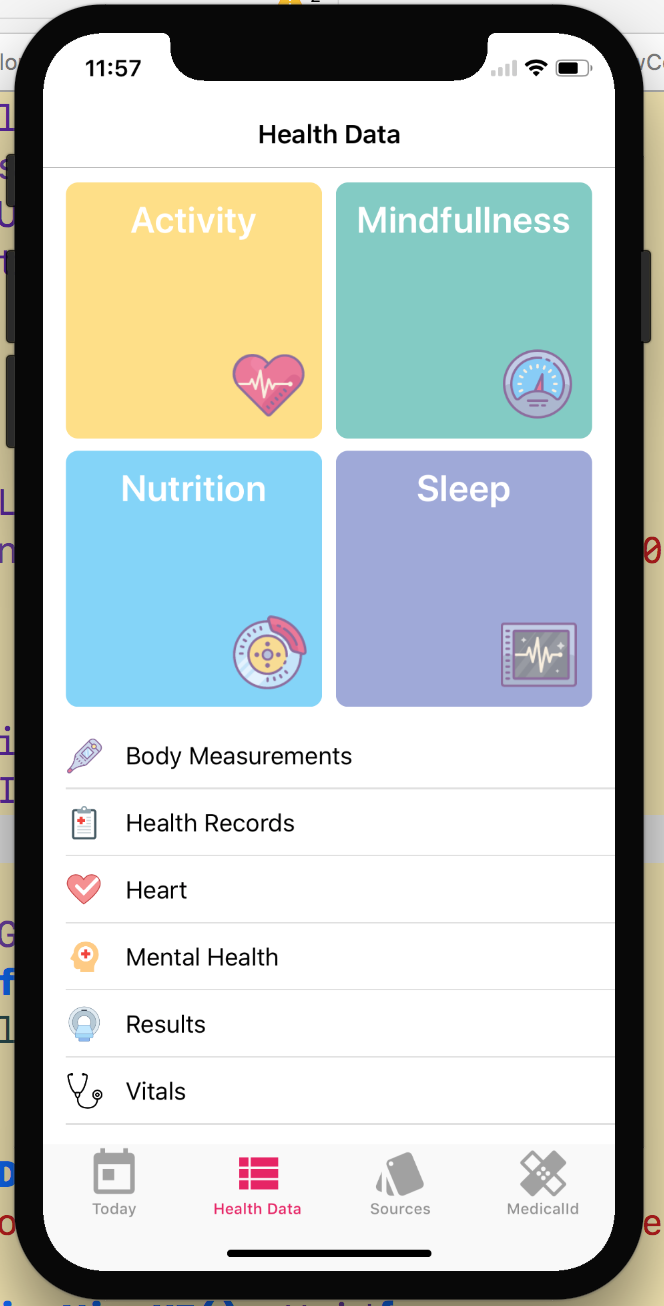 11:57
Health Data
Activity
Mindfullness
Nutrition
Sleep
Body Measurements
Health Records
Heart
Mental Health
Results
Vitals
Today
Health Data
Sources
MedicalId